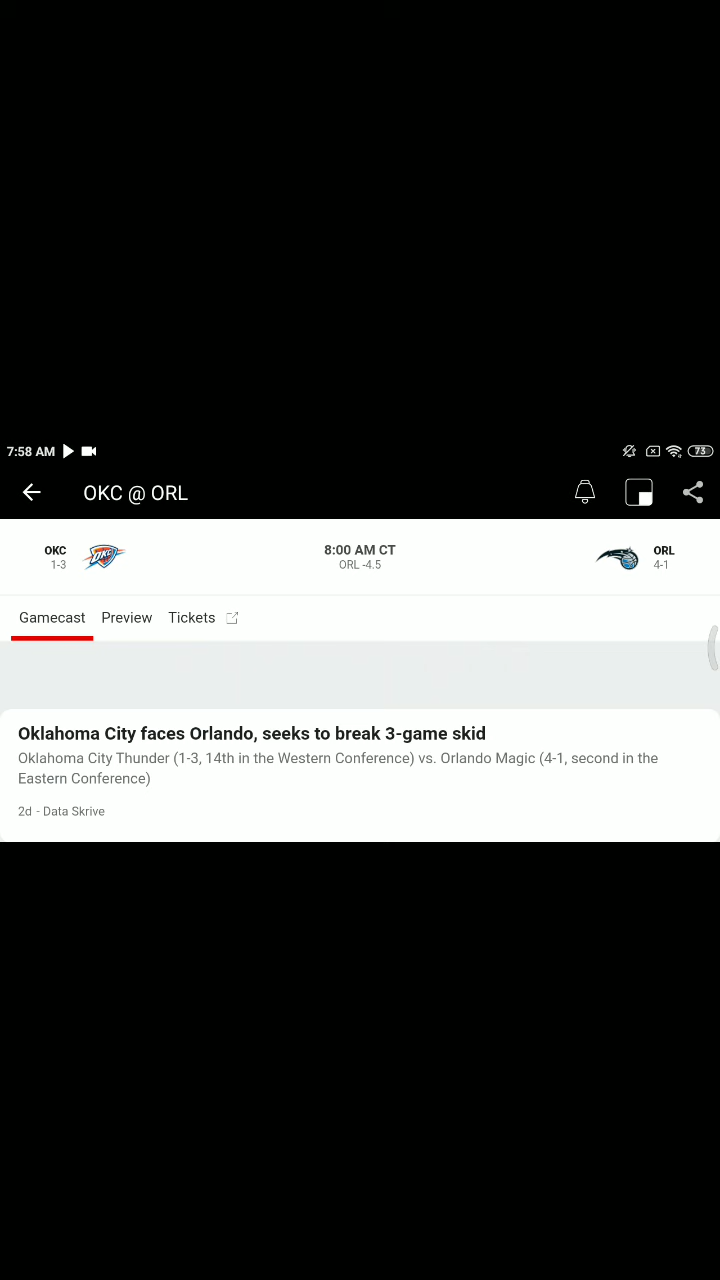 7:58 AM
73
OKC @ ORL
OKC
1-3
OKC
8:00 AM CT
ORL -4.5
ORL
4-1
Gamecast
Preview
Tickets
Oklahoma City faces Orlando, seeks to break 3-game skid
Oklahoma City Thunder (1-3, 14th in the Western Conference) vs. Orlando Magic (4-1, second in the
Eastern Conference)
2d - Data Skrive